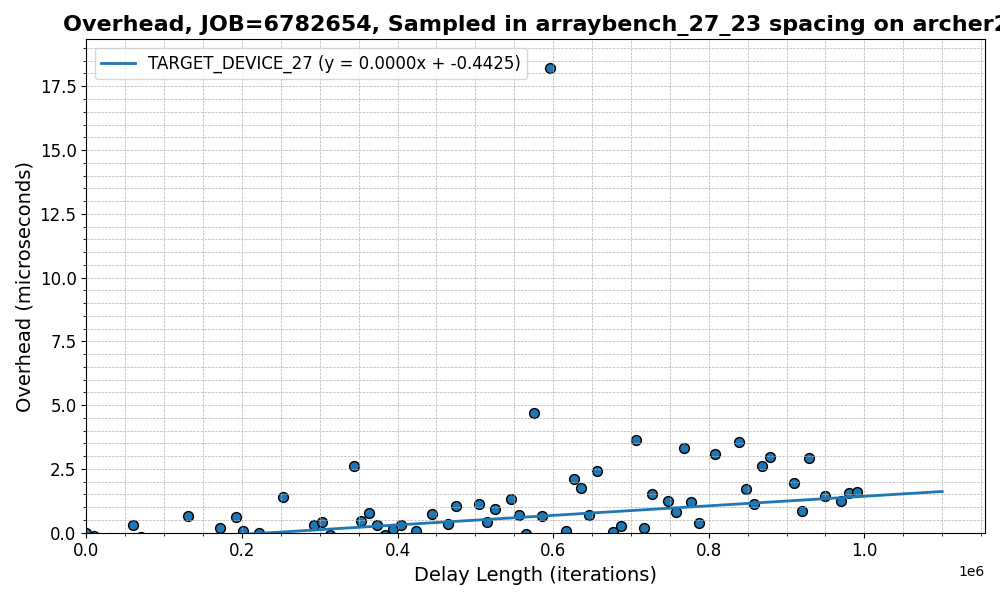 Overhead, JOB=6782654, Sampled in arraybench_27_23 spacing on archer2
TARGET_DEVICE_27 (y = 0.0000x + -0.4425)
Overhead (microseconds)
17.5
15.0
12.5
10.0
7.5
5.0
2.5
0.0
0.0 0.2 0.4 0.6 0.8 1.0
1e6
Delay Length (iterations)